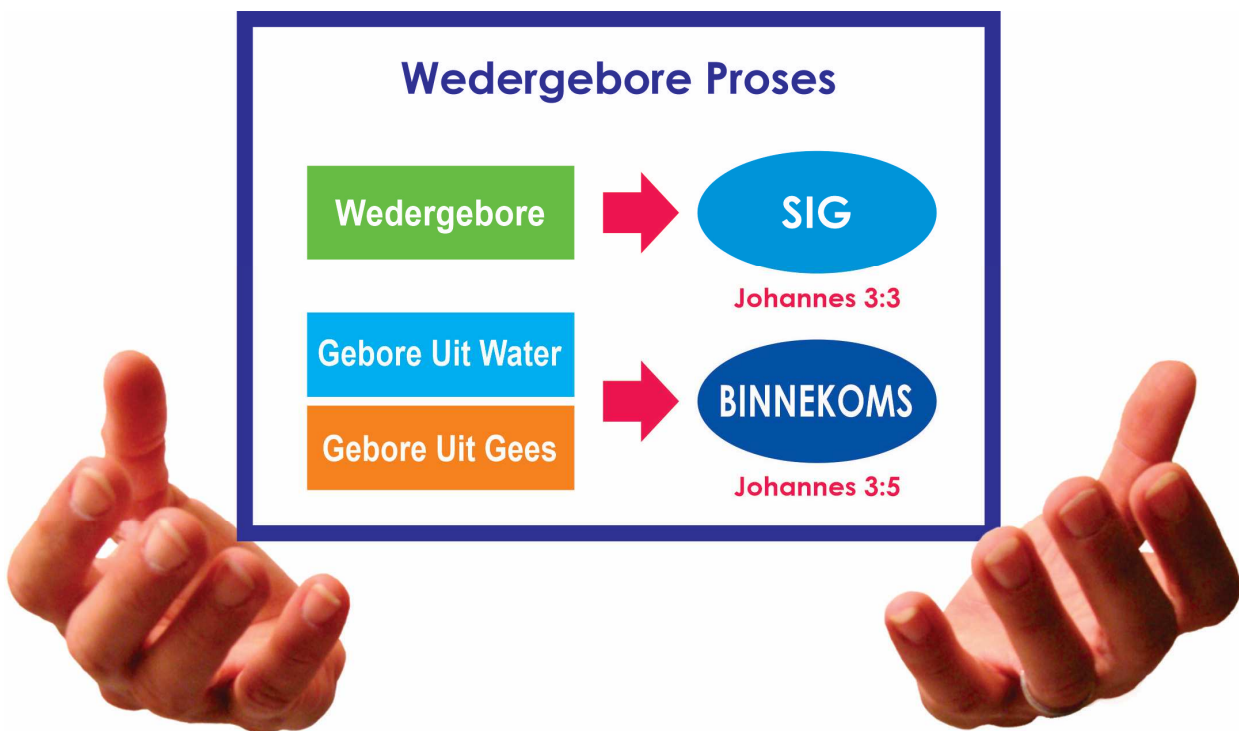 Wedergebore Proses
Wedergebore
SIG
Johannes 3:3
Gebore Uit Water
Gebore Uit Gees
BINNEKOMS
Johannes 3:5